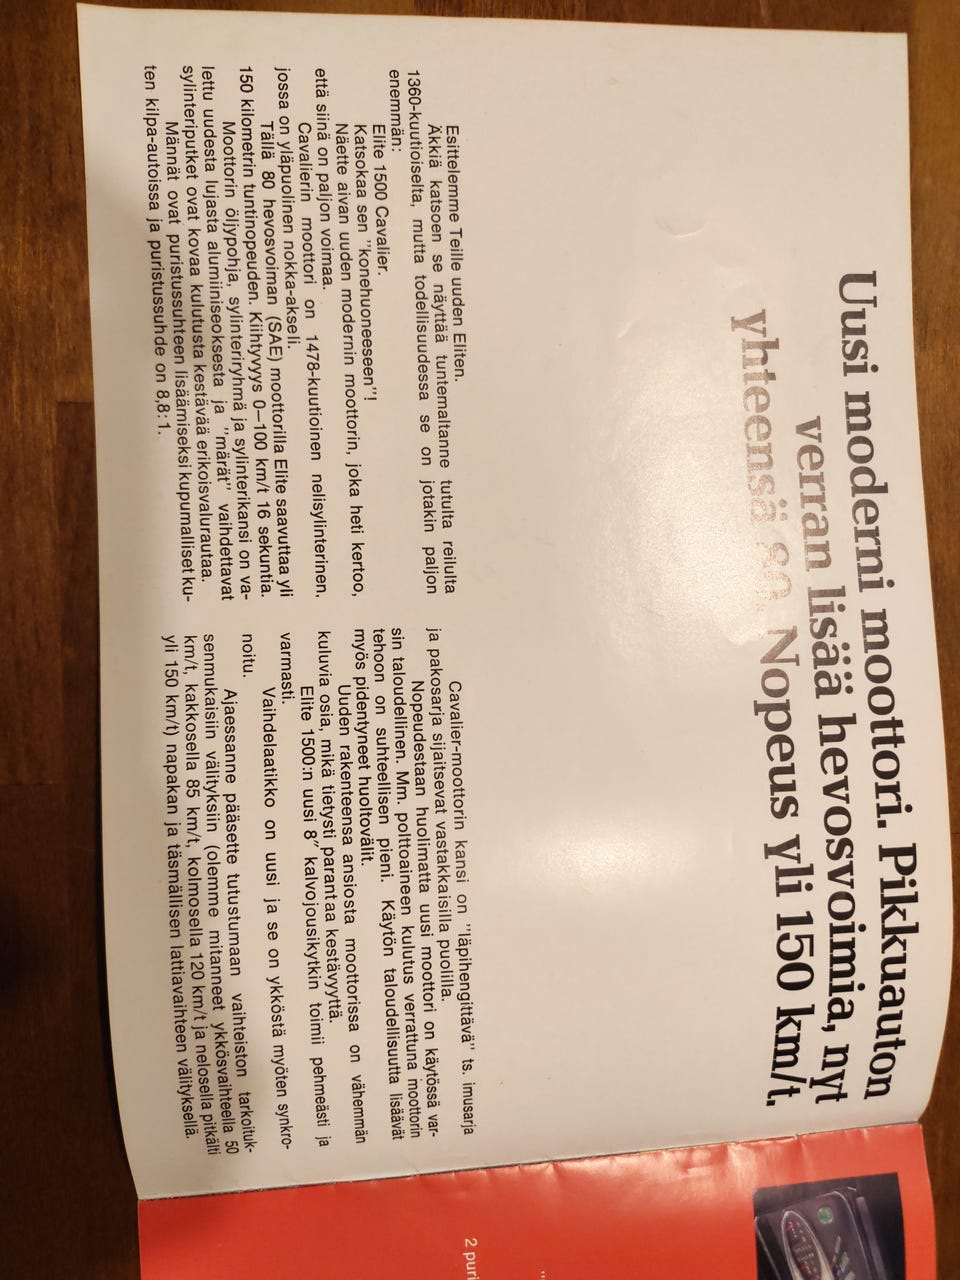 Uusi moderni moottori. Pikkuauton
verran lisää hevosvoimia, nyt
yhteensä 80. Nopeus yli 150 km/t.
Esittelemme Teille uuden Eliten.
Äkkiä katsoen se näyttää tuntemaltanne tutulta reilulta
1360-kuutioiselta, mutta todellisuudessa se on jotakin paljon
enemmän:
Elite 1500 Cavalier.
Katsokaa sen "konehuoneeseen"!
Näette aivan uuden modernin moottorin, joka heti kertoo,
että siinä on paljon voimaa.
Cavalierin moottori on 1478-kuutioinen nelisylinterinen,
jossa on yläpuolinen nokka-akseli.
Tällä 80 hevosvoiman (SAE) moottorilla Elite saavuttaa yli
150 kilometrin tuntinopeuden. Kiihtyvyys 0–100 km/t 16 sekuntia.
Moottorin öljypohja, sylinteriryhmä ja sylinterikansi on va-
lettu uudesta lujasta alumiiniseoksesta ja "märät" vaihdettavat
sylinteriputket ovat kovaa kulutusta kestävää erikoisvalurautaa.
Männät ovat puristussuhteen lisäämiseksi kupumalliset ku-
ten kilpa-autoissa ja puristussuhde on 8,8:1.
Cavalier-moottorin kansi on "läpihengittävä" ts. imusarja
ja pakosarja sijaitsevat vastakkaisilla puolilla.
Nopeudestaan huolimatta uusi moottori on käytössä var-
sin taloudellinen. Mm. polttoaineen kulutus verrattuna moottorin
tehoon on suhteellisen pieni. Käytön taloudellisuutta lisäävät
myös pidentyneet huoltovälit.
Uuden rakenteensa ansiosta moottorissa on vähemmän
kuluvia osia, mikä tietysti parantaa kestävyyttä.
Elite 1500:n uusi 8" kalvojousikytkin toimii pehmeästi ja
varmasti.
Vaihdelaatikko on uusi ja se on ykköstä myöten synkro-
noitu.
Ajaessanne pääsette tutustumaan vaihteiston tarkoituk-
senmukaisiin välityksiin (olemme mitanneet ykkösvaihteella 50
km/t, kakkosella 85 km/t, kolmosella 120 km/t ja nelosella pitkälti
yli 150 km/t) napakan ja täsmällisen lattiavaihteen välityksellä.
2 puri